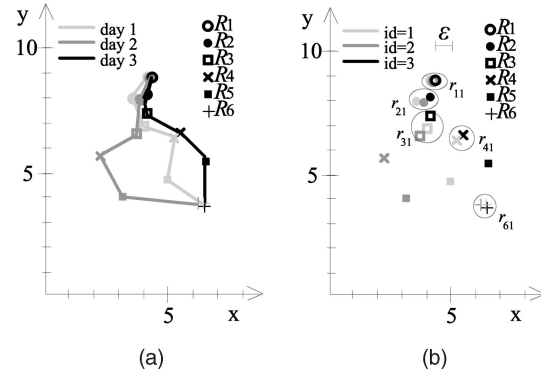 y
day 1
day 2
day 3
R1
R2
R3
R4
R5
R6
10
5
5
x
(a)
y
id=1
id=2
id=3
ε
R1
R2
R3
R4
R5
R6
10
5
5
r11
r21
r31
r41
r61
x
(b)